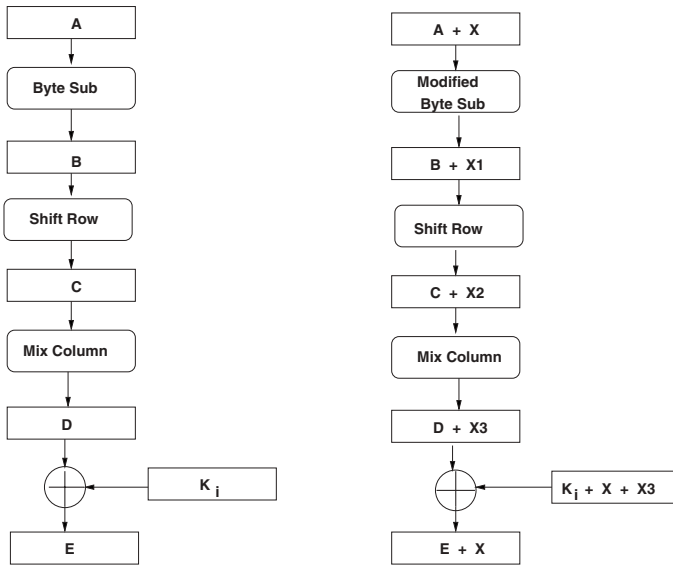 A
Byte Sub
B
Shift Row
C
Mix Column
D
K i
E
A + X
Modified
Byte Sub
B + X1
Shift Row
C + X2
Mix Column
D + X3
K i + X + X3
E + X